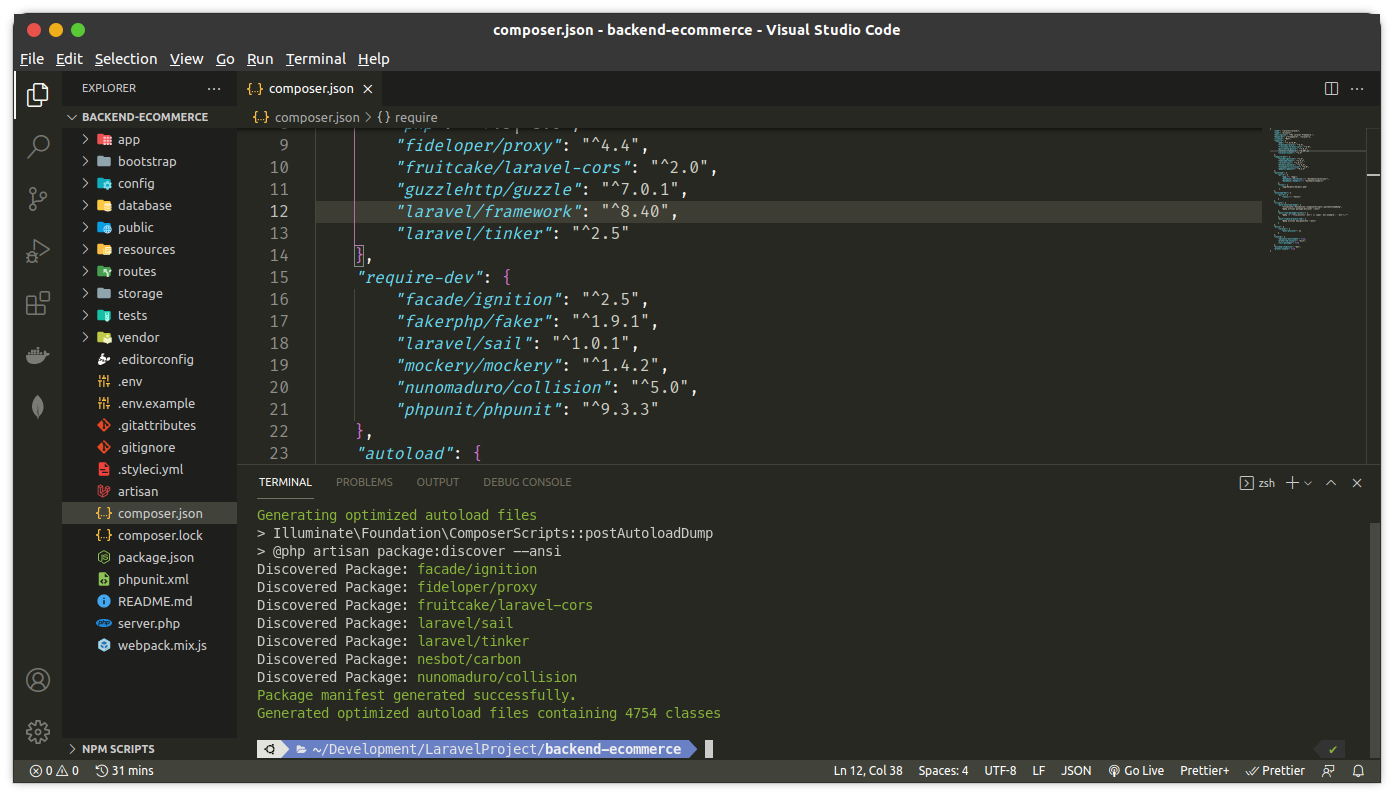 composer.json - backend-ecommerce - Visual Studio Code
File Edit Selection View Go Run Terminal Help
EXPLORER ...
BACKEND-ECOMMERCE
app
bootstrap
config
database
public
resources
routes
storage
tests
vendor
.editorconfig
.env
.env.example
.gitattributes
.gitignore
.styleci.yml
artisan
composer.json
composer.lock
package.json
phpunit.xml
README.md
server.php
webpack.mix.js
NPM SCRIPTS
{..} composer.json
{..} composer.json > {} require
9 "fideloper/proxy": "^4.4",
10 "fruitcake/laravel-cors": "^2.0",
11 "guzzlehttp/guzzle": "^7.0.1",
12 "laravel/framework": "^8.40",
13 "laravel/tinker": "^2.5"
14 },
15 "require-dev": {
16 "facade/ignition": "^2.5",
17 "fakerphp/faker": "^1.9.1",
18 "laravel/sail": "^1.0.1",
19 "mockery/mockery": "^1.4.2",
20 "nunomaduro/collision": "^5.0",
21 "phpunit/phpunit": "^9.3.3"
22 },
23 "autoload": {
TERMINAL PROBLEMS OUTPUT DEBUG CONSOLE zsh
Generating optimized autoload files
> Illuminate\Foundation\ComposerScripts::postAutoloadDump
> @php artisan package:discover --ansi
Discovered Package: facade/ignition
Discovered Package: fideloper/proxy
Discovered Package: fruitcake/laravel-cors
Discovered Package: laravel/sail
Discovered Package: laravel/tinker
Discovered Package: nesbot/carbon
Discovered Package: nunomaduro/collision
Package manifest generated successfully.
Generated optimized autoload files containing 4754 classes
~/Development/LaravelProject/backend-ecommerce ✔
0 0 31 mins Ln 12, Col 38 Spaces: 4 UTF-8 LF JSON Go Live Prettier+ Prettier